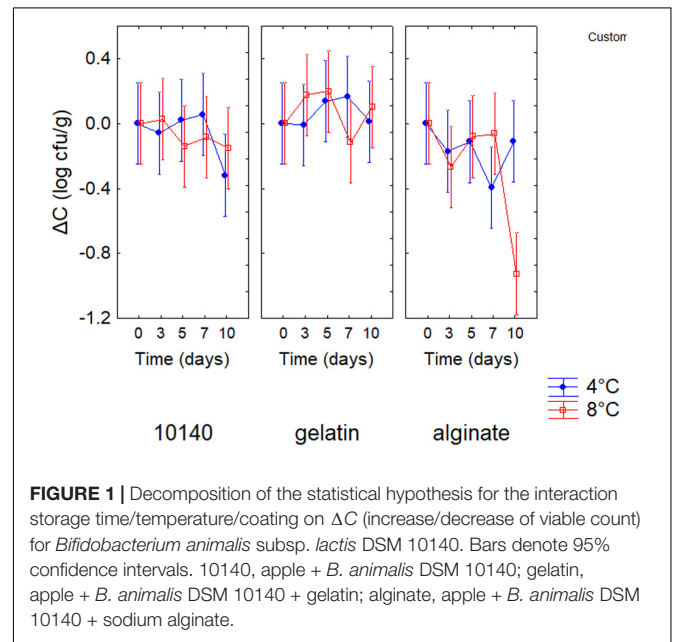 Custom
0.4
0.0
-0.4
-0.8
-1.2
ΔC (log cfu/g)
0 3 5 7 10 0 3 5 7 10 0 3 5 7 10
Time (days) Time (days) Time (days)
4°C
8°C
10140 gelatin alginate
FIGURE 1 | Decomposition of the statistical hypothesis for the interaction
storage time/temperature/coating on ΔC (increase/decrease of viable count)
for Bifidobacterium animalis subsp. lactis DSM 10140. Bars denote 95%
confidence intervals. 10140, apple + B. animalis DSM 10140; gelatin,
apple + B. animalis DSM 10140 + gelatin; alginate, apple + B. animalis DSM
10140 + sodium alginate.